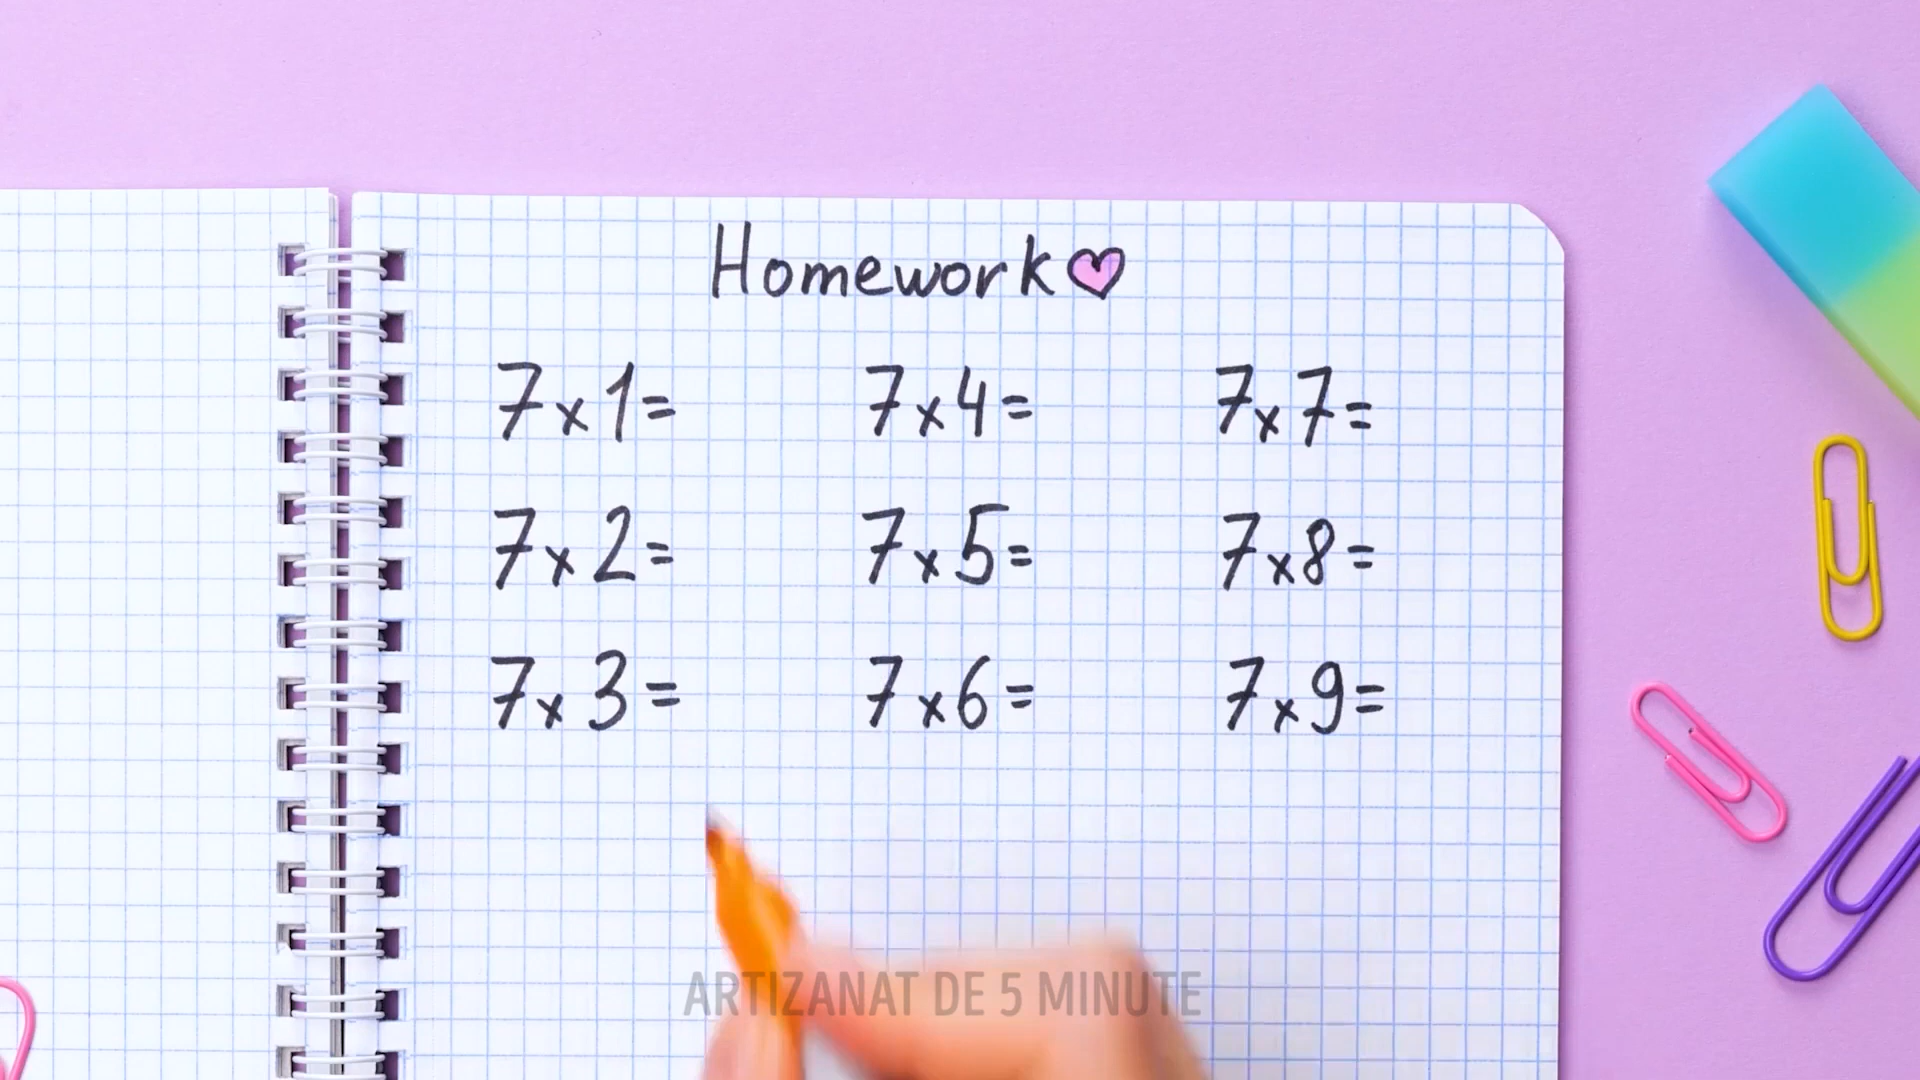 Homework
7x1= 7x4= 7x7=
7x2= 7x5= 7x8=
7x3= 7x6= 7x9=
ARTIZANAT DE 5 MINUTE